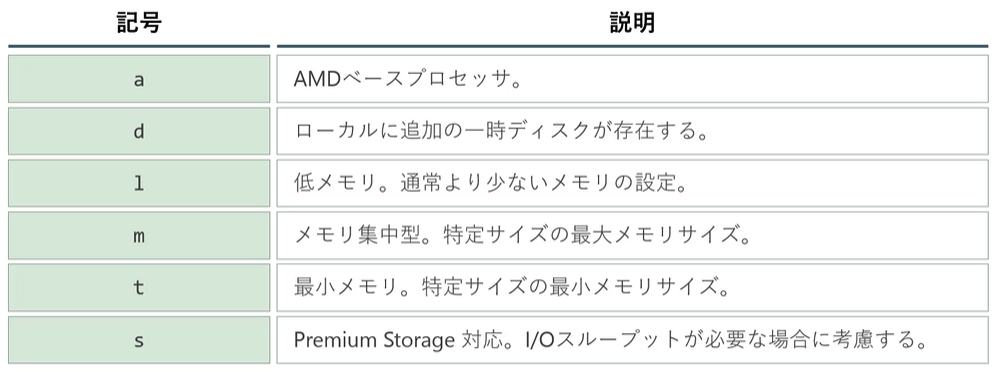 記号 説明
a AMDベースプロセッサ。
d ローカルに追加の一時ディスクが存在する。
l 低メモリ。通常より少ないメモリの設定。
m メモリ集中型。特定サイズの最大メモリサイズ。
t 最小メモリ。特定サイズの最小メモリサイズ。
s Premium Storage 対応。I/Oスループットが必要な場合に考慮する。